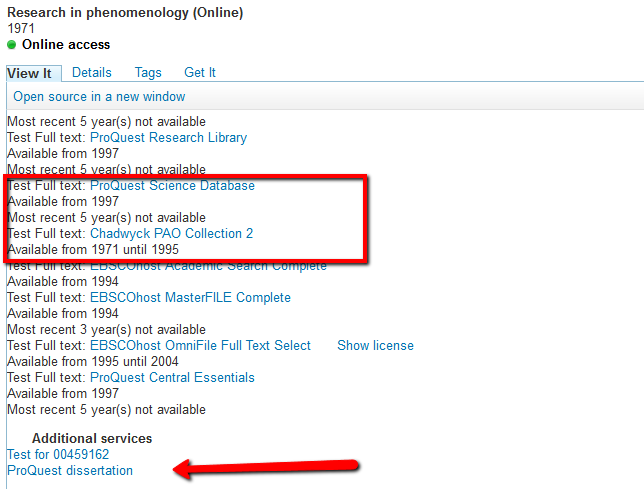 Research in phenomenology (Online)
1971
Online access
View It Details Tags Get It
Open source in a new window
Most recent 5 year(s) not available
Test Full text: ProQuest Research Library
Available from 1997
Most recent 5 year(s) not available
Test Full text: ProQuest Science Database
Available from 1997
Most recent 5 year(s) not available
Test Full text: Chadwyck PAO Collection 2
Available from 1971 until 1995
Test Full text: EBSCOhost Academic Search Complete
Available from 1994
Test Full text: EBSCOhost MasterFILE Complete
Available from 1994
Most recent 3 year(s) not available
Test Full text: EBSCOhost OmniFile Full Text Select Show license
Available from 1995 until 2004
Test Full text: ProQuest Central Essentials
Available from 1997
Most recent 5 year(s) not available
Additional services
Test for 00459162
ProQuest dissertation